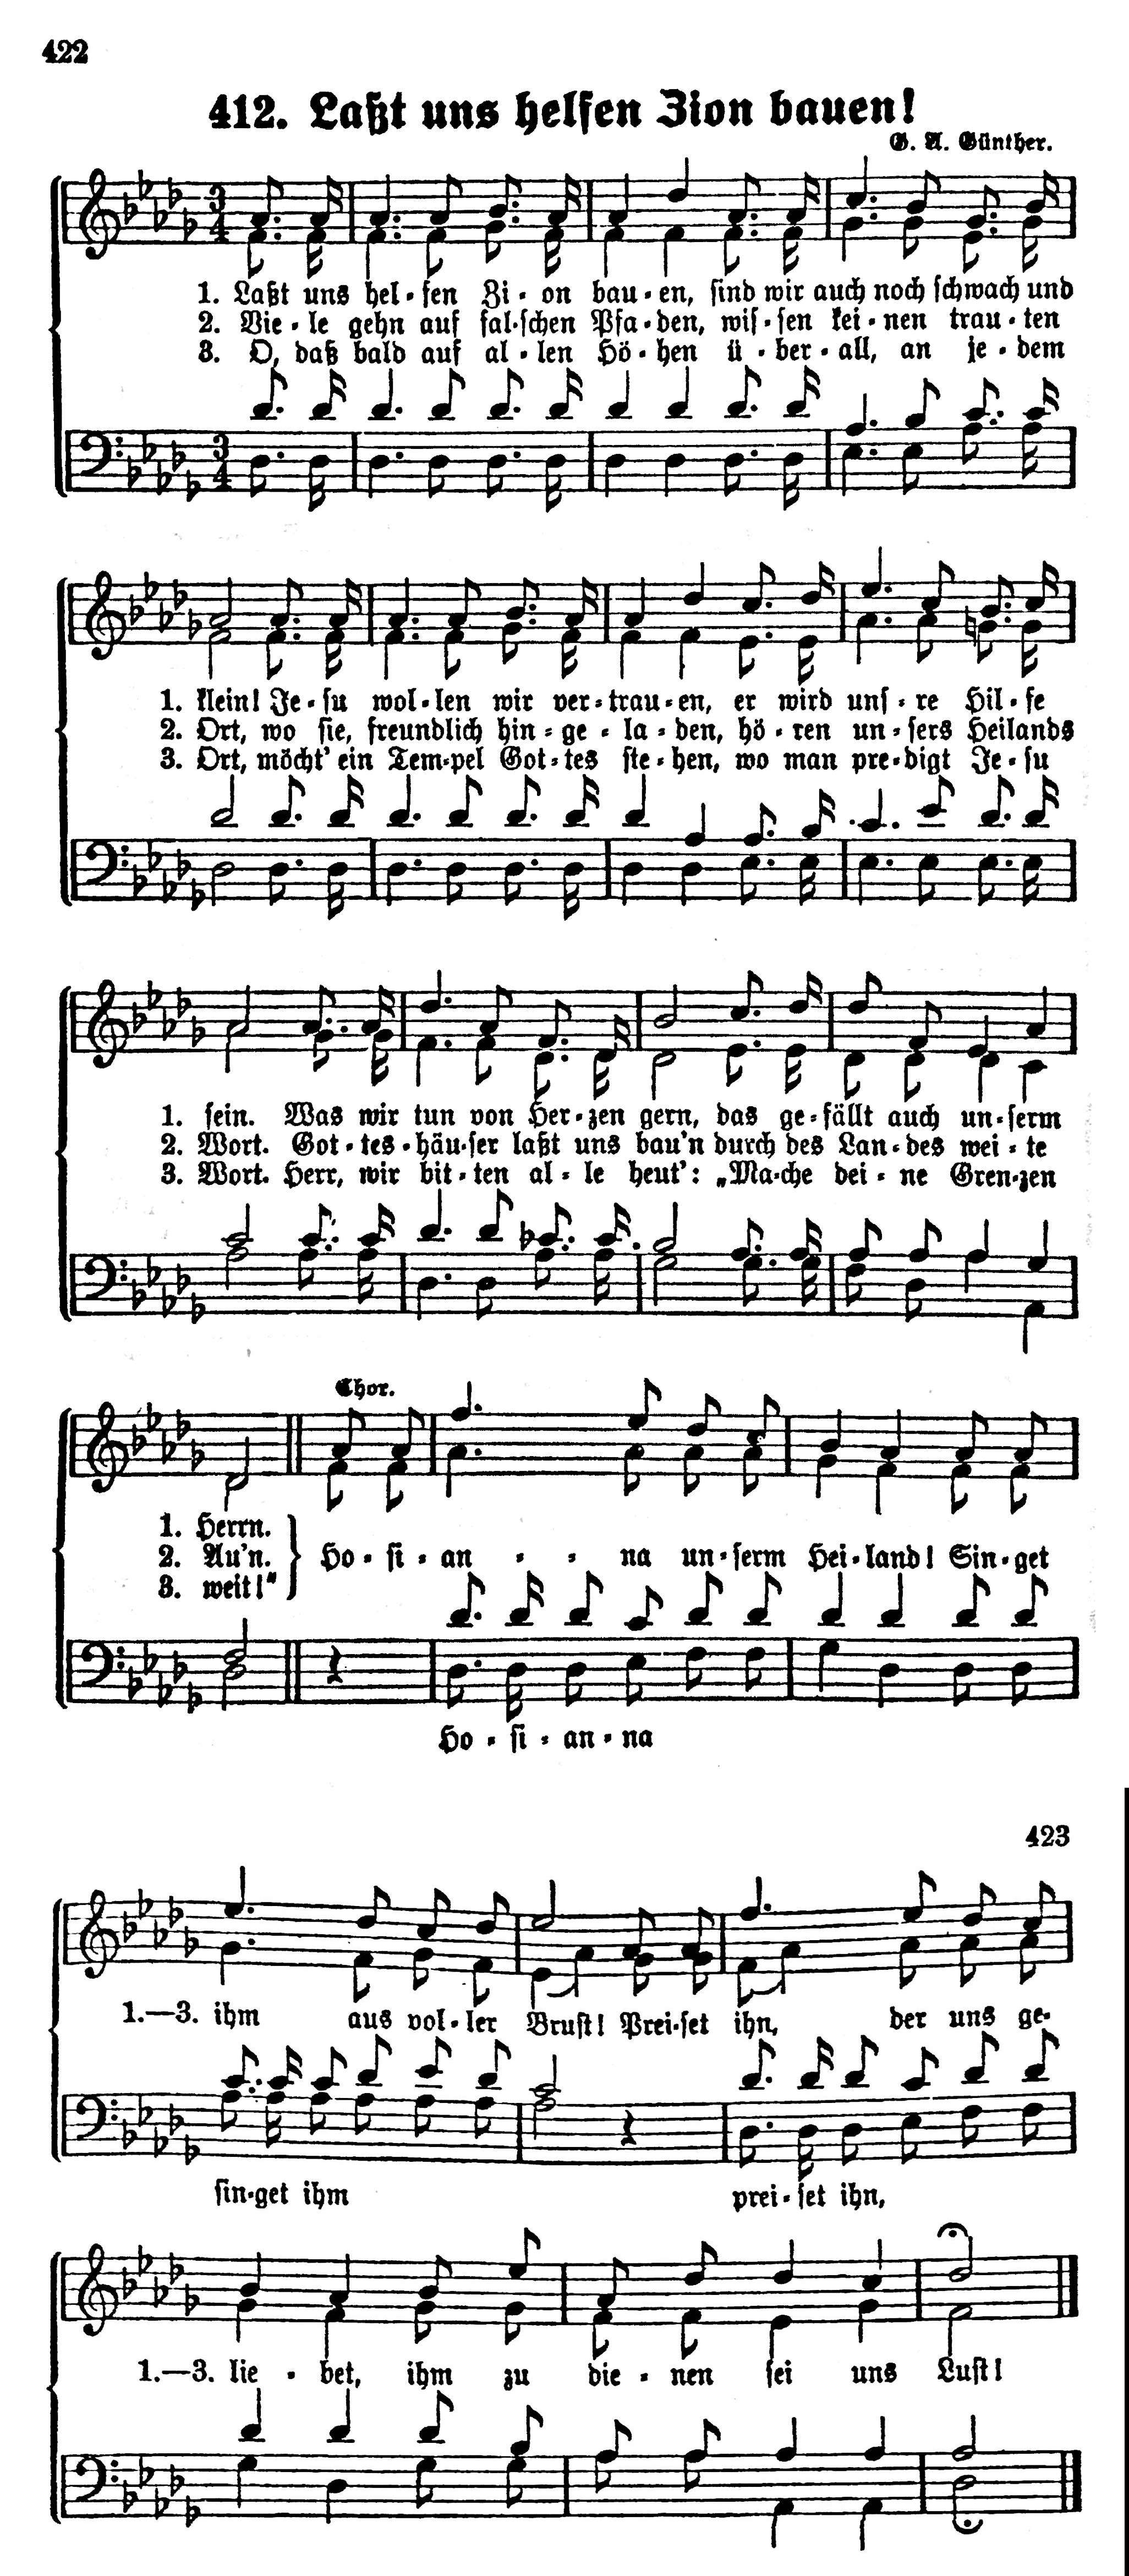 422
412. Laßt uns helfen Zion bauen!
G. A. Günther.
1. Laßt uns hel-fen Zi-on bau-en, sind wir auch noch schwach und
2. Vie-le gehn auf fal-schen Pfa-den, wis-sen kei-nen trau-ten
3. O, daß bald auf al-len Hö-hen ü-ber-all, an je-dem
1. klein! Je-su wol-len wir ver-trau-en, er wird uns-re Hil-fe
2. Ort, wo sie, freundlich hin-ge-la-den, hö-ren un-sers Heilands
3. Ort, möcht' ein Tem-pel Got-tes ste-hen, wo man pre-digt Je-su
1. sein. Was wir tun von Her-zen gern, das ge-fällt auch un-serm
2. Wort. Got-tes-häu-ser laßt uns bau'n durch des Lan-des wei-te
3. Wort. Herr, wir bit-ten al-le heut': „Ma-che dei-ne Gren-zen
Chor.
1. Herrn.
2. Au'n. Ho-si-an - - na un-serm Hei-land! Sin-get
3. weit!"
Ho-si-an-na
423
1.—3. ihm aus vol-ler Brust! Prei-set ihn, der uns ge-
sin-get ihm prei-set ihn,
1.—3. lie-bet, ihm zu die-nen sei uns Lust!